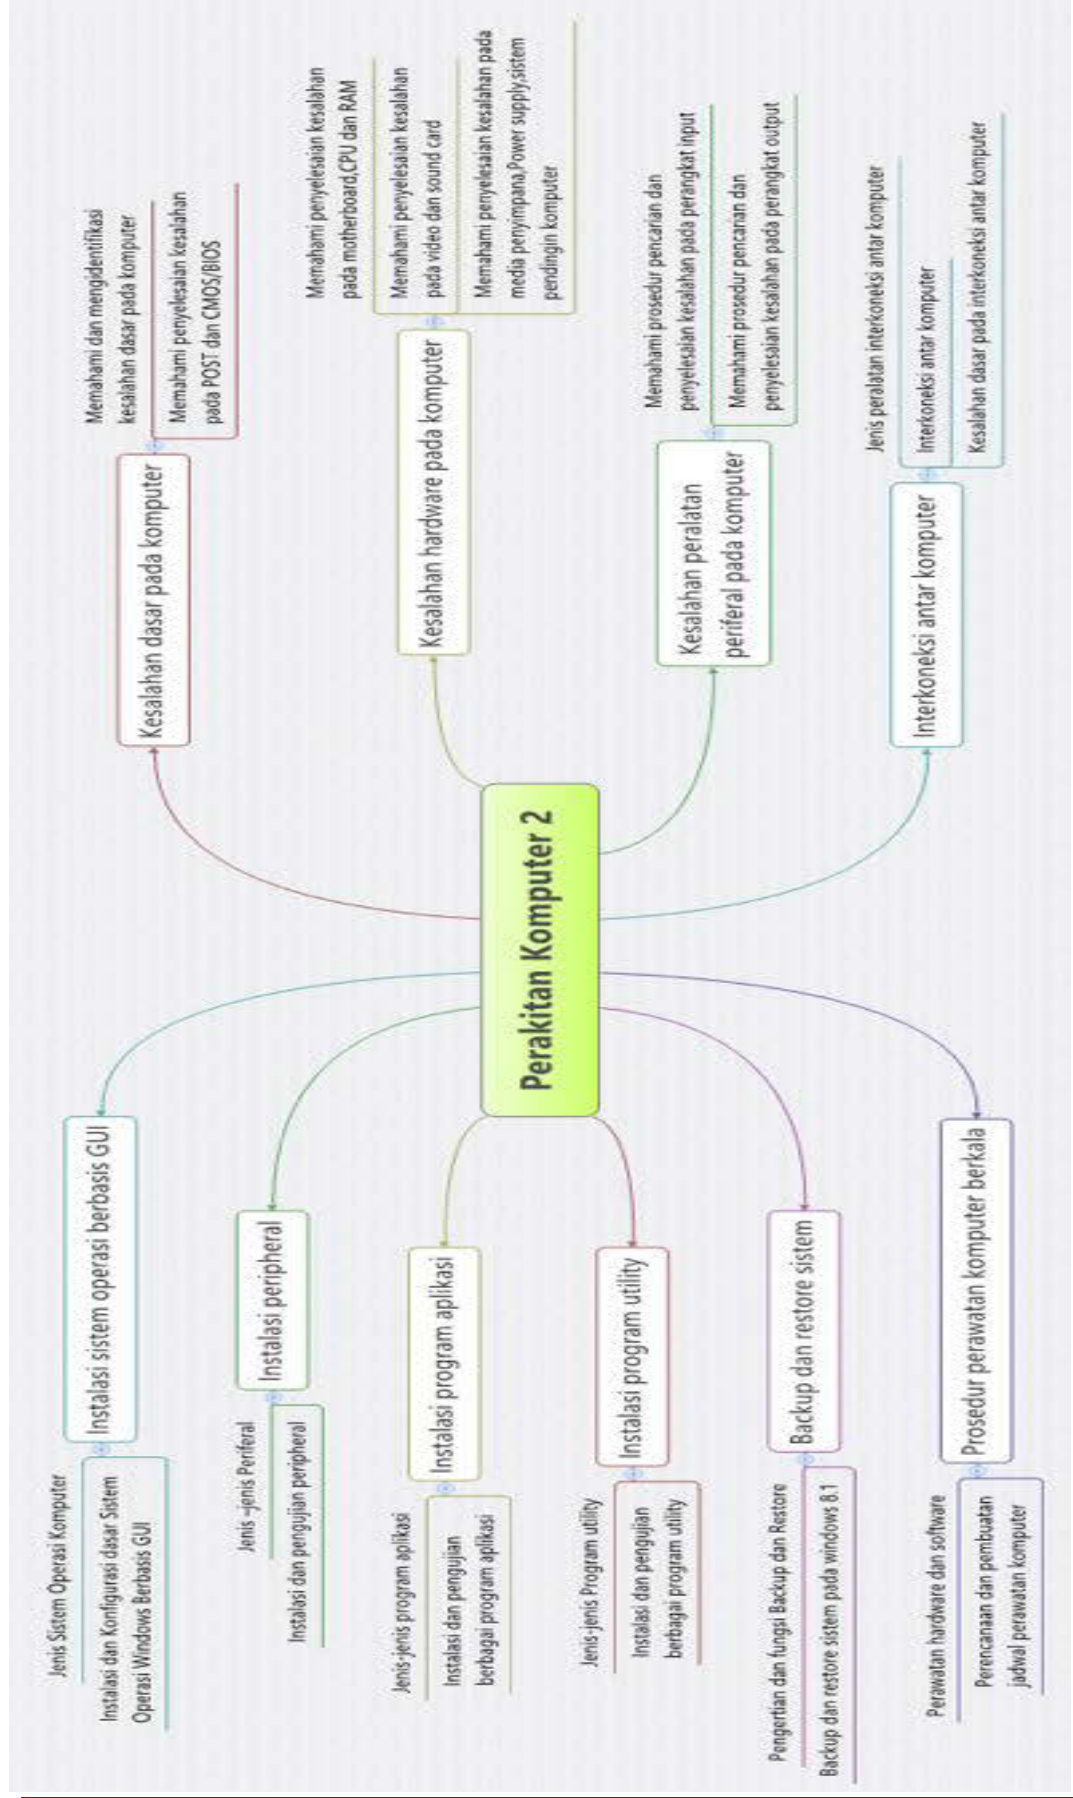 Perakitan Komputer 2
Instalasi sistem operasi berbasis GUI
Jenis Sistem Operasi Komputer
Instalasi dan Konfigurasi dasar Sistem
Operasi Windows Berbasis GUI
Instalasi peripheral
Jenis –jenis Periferal
Instalasi dan pengujian peripheral
Instalasi program aplikasi
Jenis-jenis program aplikasi
Instalasi dan pengujian
berbagai program aplikasi
Instalasi program utility
Jenis-jenis Program utility
Instalasi dan pengujian
berbagai program utility
Backup dan restore sistem
Pengertian dan fungsi Backup dan Restore
Backup dan restore sistem pada windows 8.1
Prosedur perawatan komputer berkala
Perawatan hardware dan software
Perencanaan dan pembuatan
jadwal perawatan komputer
Kesalahan dasar pada komputer
Memahami dan mengidentifikasi
kesalahan dasar pada komputer
Memahami penyelesaian kesalahan
pada POST dan CMOS/BIOS
Kesalahan hardware pada komputer
Memahami penyelesaian kesalahan
pada motherboard,CPU dan RAM
Memahami penyelesaian kesalahan
pada video dan sound card
Memahami penyelesaian kesalahan pada
media penyimpana,Power supply,sistem
pendingin komputer
Kesalahan peralatan
periferal pada komputer
Memahami prosedur pencarian dan
penyelesaian kesalahan pada perangkat input
Memahami prosedur pencarian dan
penyelesaian kesalahan pada perangkat output
Interkoneksi antar komputer
Jenis peralatan interkoneksi antar komputer
Interkoneksi antar komputer
Kesalahan dasar pada interkoneksi antar komputer